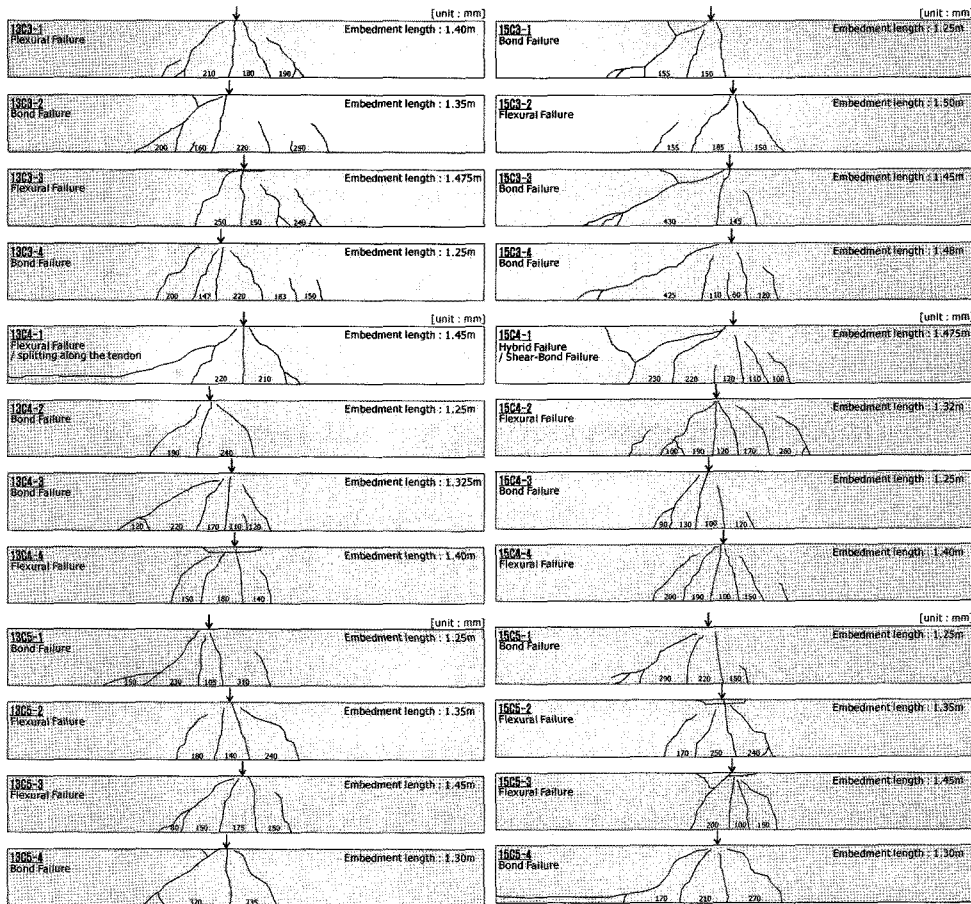 [unit : mm]
13C3-1
Flexural Failure
Embedment length : 1.40m
210 180 190
13C3-2
Bond Failure
Embedment length : 1.35m
200 160 220 290
13C3-3
Flexural Failure
Embedment length : 1.475m
250 150 240
13C3-4
Bond Failure
Embedment length : 1.25m
200 147 220 183 150
[unit : mm]
13C4-1
Flexural Failure
/ splitting along the tendon
Embedment length : 1.45m
220 210
13C4-2
Bond Failure
Embedment length : 1.25m
190 240
13C4-3
Bond Failure
Embedment length : 1.325m
220 170 110 120
13C4-4
Flexural Failure
Embedment length : 1.40m
150 180 140
[unit : mm]
13C5-1
Bond Failure
Embedment length : 1.25m
150 230 105 310
13C5-2
Flexural Failure
Embedment length : 1.35m
180 140 240
13C5-3
Flexural Failure
Embedment length : 1.45m
150 175 150
13C5-4
Bond Failure
Embedment length : 1.30m
320 235
[unit : mm]
15C3-1
Bond Failure
Embedment length : 1.25m
155 150
15C3-2
Flexural Failure
Embedment length : 1.50m
155 185 150
15C3-3
Bond Failure
Embedment length : 1.45m
430 145
15C3-4
Bond Failure
Embedment length : 1.48m
425 110 60 120
[unit : mm]
15C4-1
Hybrid Failure
/ Shear-Bond Failure
Embedment length : 1.475m
230 220 120 110 100
15C4-2
Flexural Failure
Embedment length : 1.32m
100 190 120 170 260
15C4-3
Bond Failure
Embedment length : 1.25m
90 130 100 120
15C4-4
Flexural Failure
Embedment length : 1.40m
200 190 100 150
[unit : mm]
15C5-1
Bond Failure
Embedment length : 1.25m
290 220 150
15C5-2
Flexural Failure
Embedment length : 1.35m
170 250 240
15C5-3
Flexural Failure
Embedment length : 1.45m
200 100 150
15C5-4
Bond Failure
Embedment length : 1.30m
170 210 270